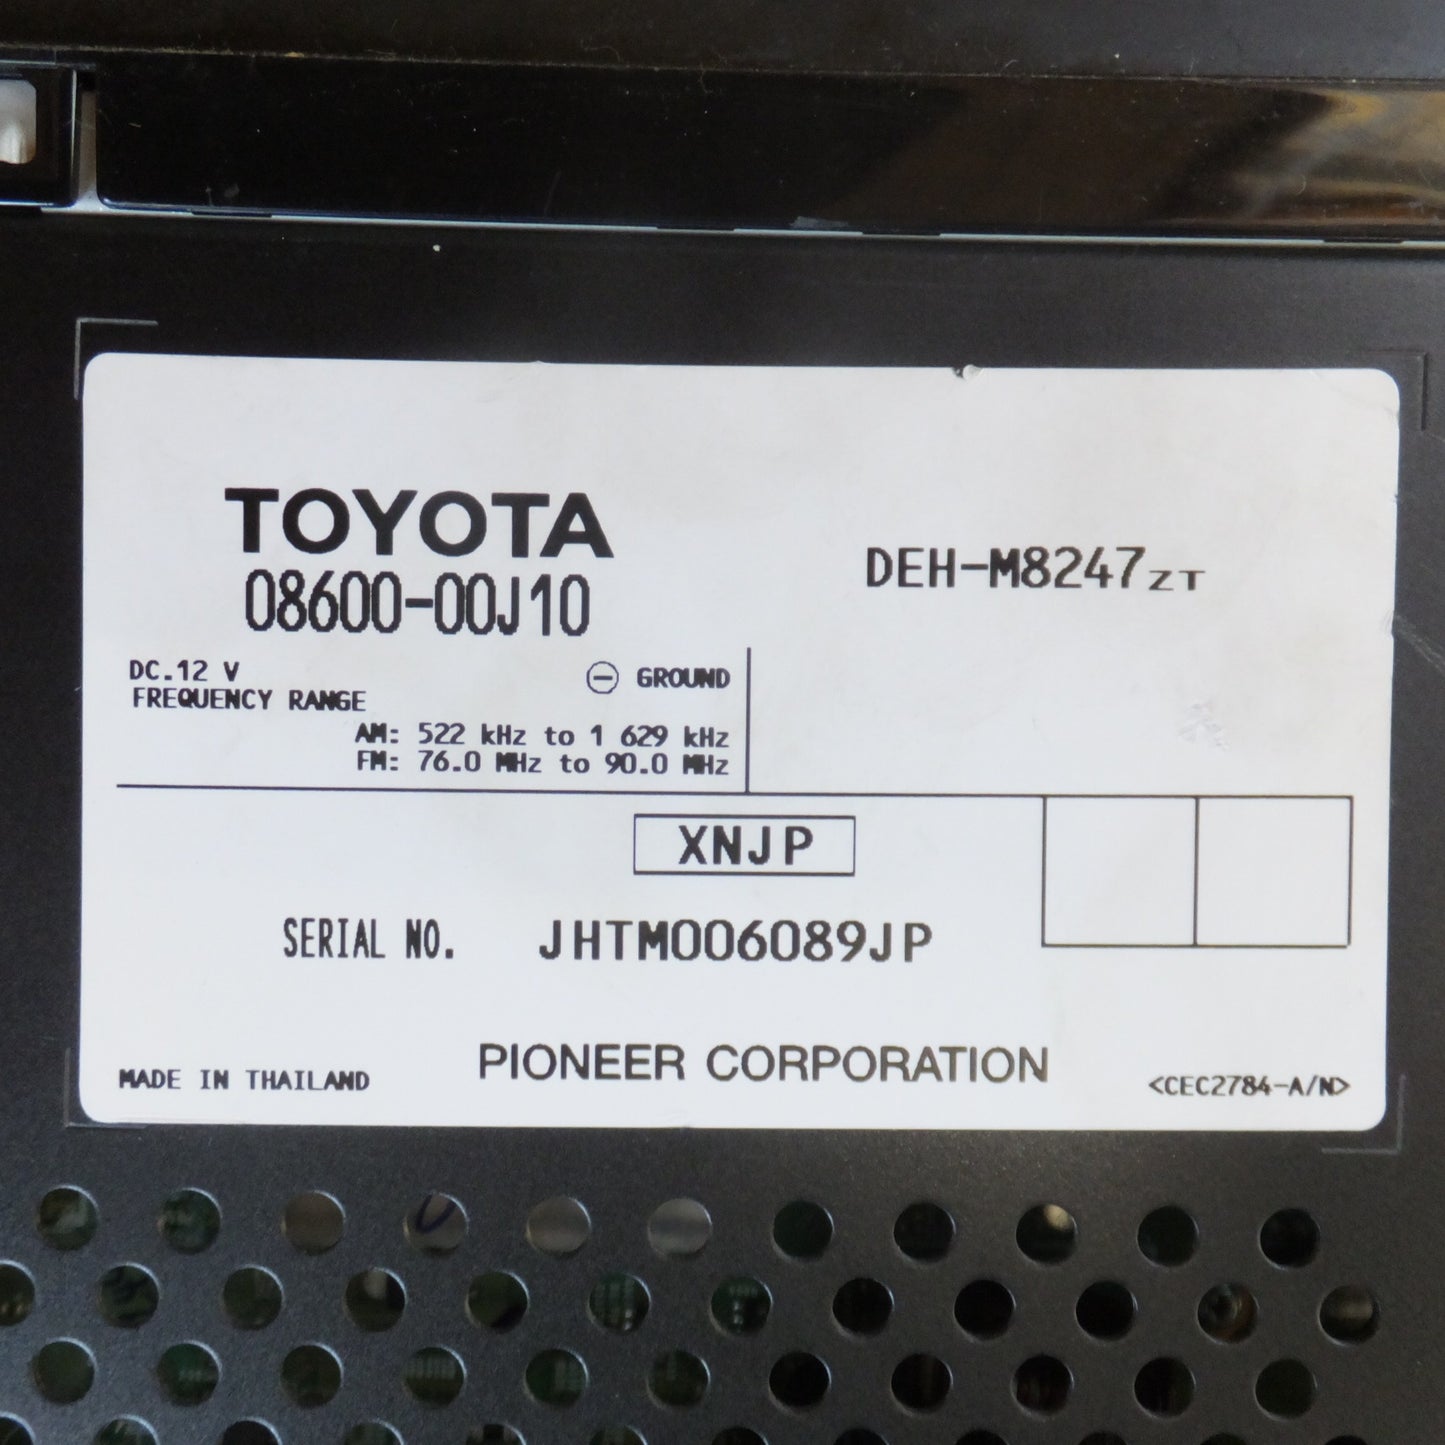 TOYOTA
08600-00J10
DEH-M8247ZT
DC.12 V
⊖ GROUND
FREQUENCY RANGE
AM: 522 kHz to 1 629 kHz
FM: 76.0 MHz to 90.0 MHz
XNJP
SERIAL NO. JHTM006089JP
MADE IN THAILAND
PIONEER CORPORATION
<CEC2784-A/N>